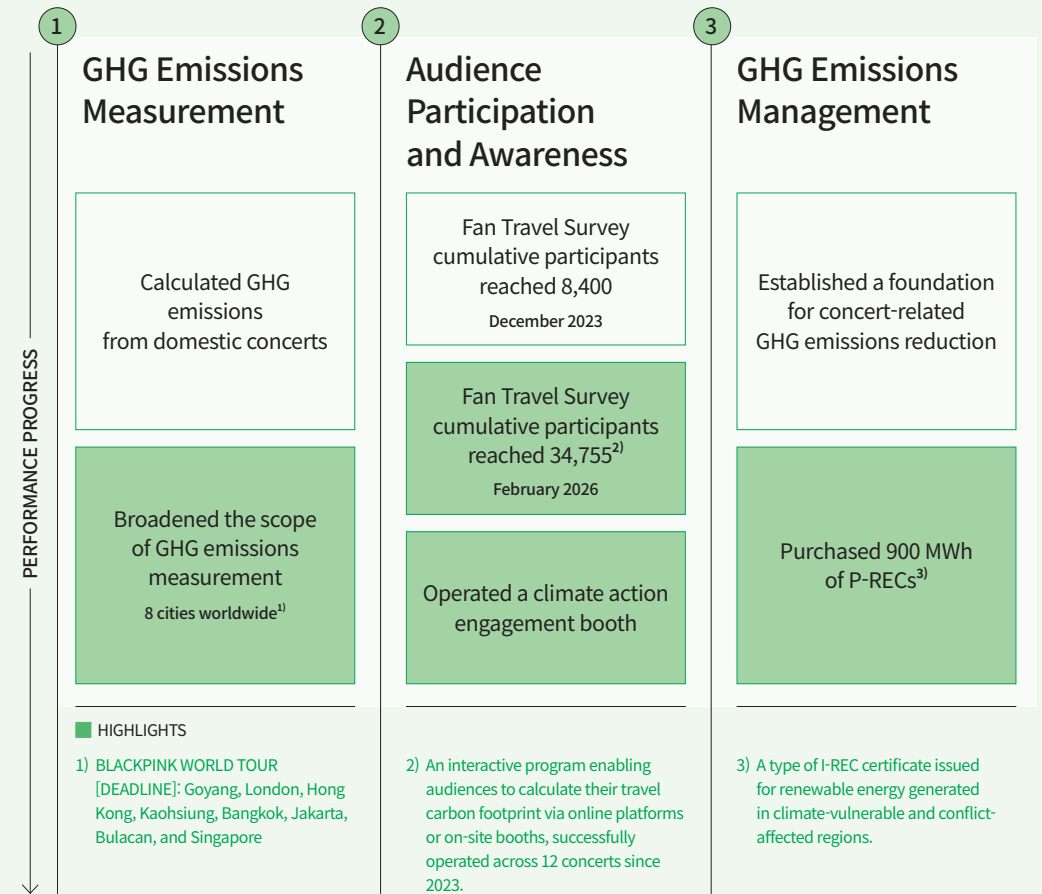 PERFORMANCE PROGRESS
1
GHG Emissions
Measurement
Calculated GHG
emissions
from domestic concerts
Broadened the scope
of GHG emissions
measurement
8 cities worldwide1)
HIGHLIGHTS
1) BLACKPINK WORLD TOUR
[DEADLINE]: Goyang, London, Hong
Kong, Kaohsiung, Bangkok, Jakarta,
Bulacan, and Singapore
2
Audience
Participation
and Awareness
Fan Travel Survey
cumulative participants
reached 8,400
December 2023
Fan Travel Survey
cumulative participants
reached 34,7552)
February 2026
Operated a climate action
engagement booth
2) An interactive program enabling
audiences to calculate their travel
carbon footprint via online platforms
or on-site booths, successfully
operated across 12 concerts since
2023.
3
GHG Emissions
Management
Established a foundation
for concert-related
GHG emissions reduction
Purchased 900 MWh
of P-RECs3)
3) A type of I-REC certificate issued
for renewable energy generated
in climate-vulnerable and conflict-
affected regions.